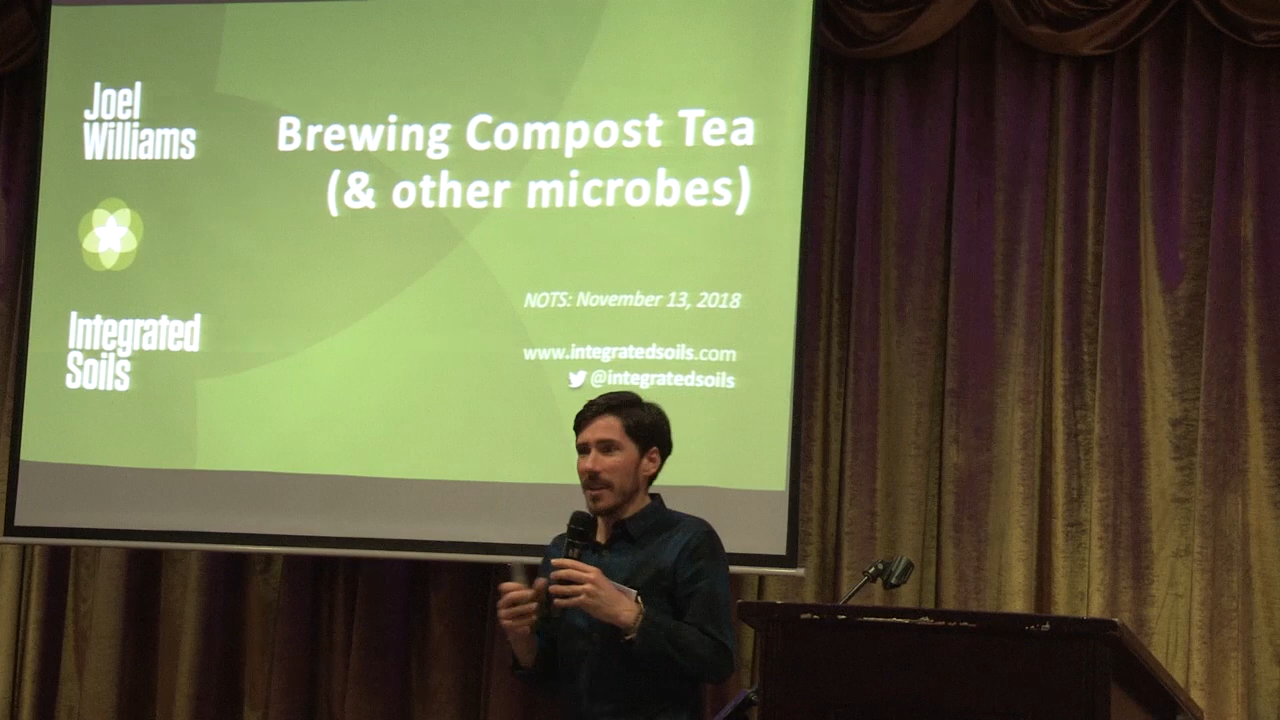 Joel
Williams
Brewing Compost Tea
(& other microbes)
NOTS: November 13, 2018
www.integratedsoils.com
@integratedsoils
Integrated
Soils